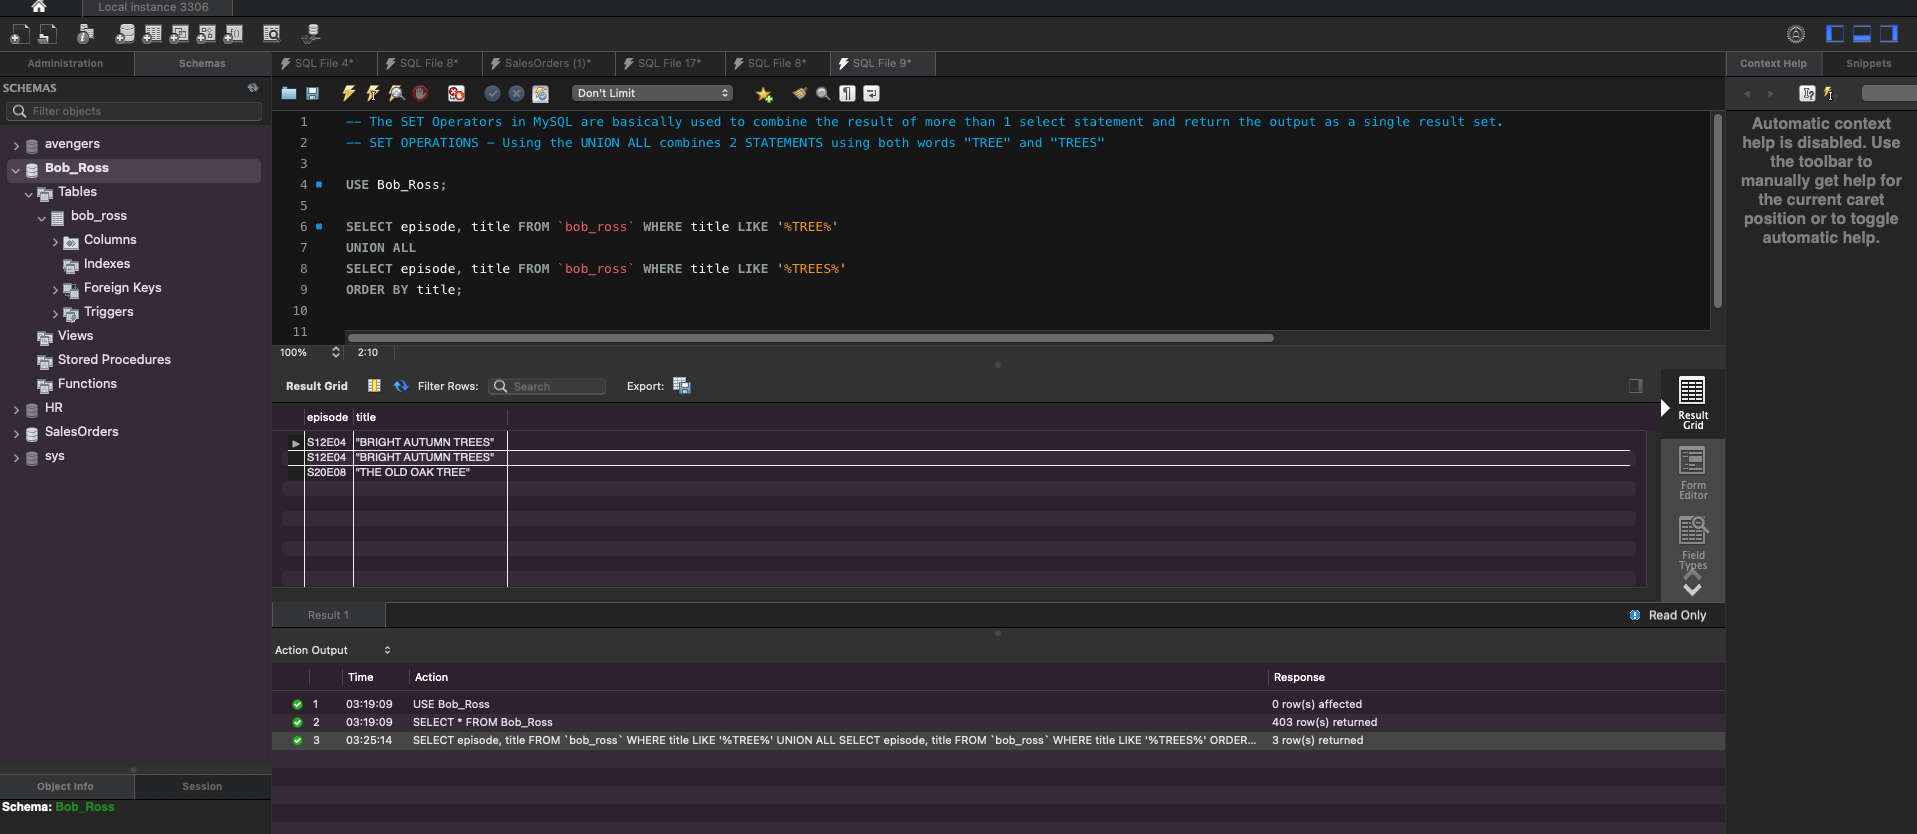 Local instance 3306
Administration
Schemas
SQL File 4*
SQL File 8*
SalesOrders (1)*
SQL File 17*
SQL File 8*
SQL File 9*
Context Help
Snippets
SCHEMAS
Filter objects
avengers
Bob_Ross
Tables
bob_ross
Columns
Indexes
Foreign Keys
Triggers
Views
Stored Procedures
Functions
HR
SalesOrders
sys
Object Info
Session
Schema: Bob_Ross
Don't Limit
1 -- The SET Operators in MySQL are basically used to combine the result of more than 1 select statement and return the output as a single result set.
2 -- SET OPERATIONS - Using the UNION ALL combines 2 STATEMENTS using both words "TREE" and "TREES"
3
4 USE Bob_Ross;
5
6 SELECT episode, title FROM `bob_ross` WHERE title LIKE '%TREE%'
7 UNION ALL
8 SELECT episode, title FROM `bob_ross` WHERE title LIKE '%TREES%'
9 ORDER BY title;
10
11
100%
2:10
Automatic context
help is disabled. Use
the toolbar to
manually get help for
the current caret
position or to toggle
automatic help.
Result Grid
Filter Rows:
Search
Export:
episode title
S12E04 "BRIGHT AUTUMN TREES"
S12E04 "BRIGHT AUTUMN TREES"
S20E08 "THE OLD OAK TREE"
Result
Grid
Form
Editor
Field
Types
Result 1
Read Only
Action Output
Time Action Response
1 03:19:09 USE Bob_Ross 0 row(s) affected
2 03:19:09 SELECT * FROM Bob_Ross 403 row(s) returned
3 03:25:14 SELECT episode, title FROM `bob_ross` WHERE title LIKE '%TREE%' UNION ALL SELECT episode, title FROM `bob_ross` WHERE title LIKE '%TREES%' ORDER... 3 row(s) returned